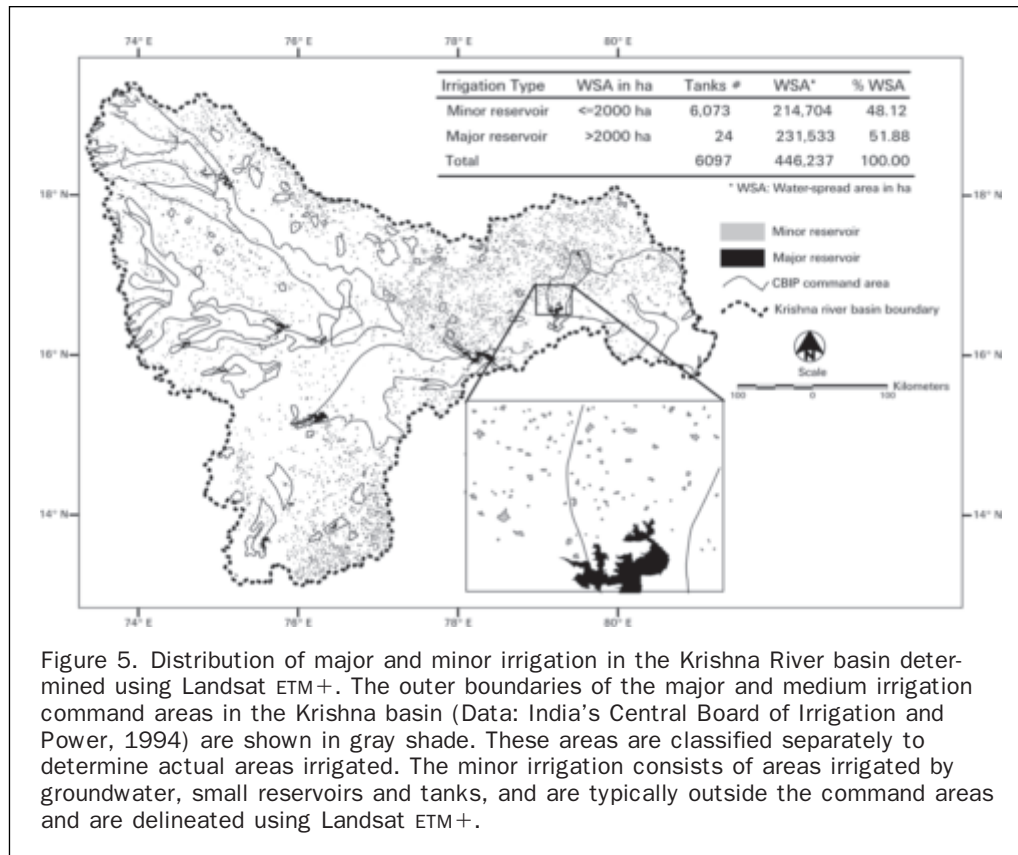 74° E 76° E 78° E 80° E
Irrigation Type WSA in ha Tanks # WSA* % WSA
Minor reservoir <=2000 ha 6,073 214,704 48.12
Major reservoir >2000 ha 24 231,533 51.88
Total 6097 446,237 100.00
* WSA: Water-spread area in ha
18° N 18° N
Minor reservoir
Major reservoir
CBIP command area
Krishna river basin boundary
16° N 16° N
N
Scale
Kilometers
100 0 100
14° N 14° N
74° E 76° E 78° E 80° E
Figure 5. Distribution of major and minor irrigation in the Krishna River basin deter-
mined using Landsat ETM+. The outer boundaries of the major and medium irrigation
command areas in the Krishna basin (Data: India's Central Board of Irrigation and
Power, 1994) are shown in gray shade. These areas are classified separately to
determine actual areas irrigated. The minor irrigation consists of areas irrigated by
groundwater, small reservoirs and tanks, and are typically outside the command areas
and are delineated using Landsat ETM+.